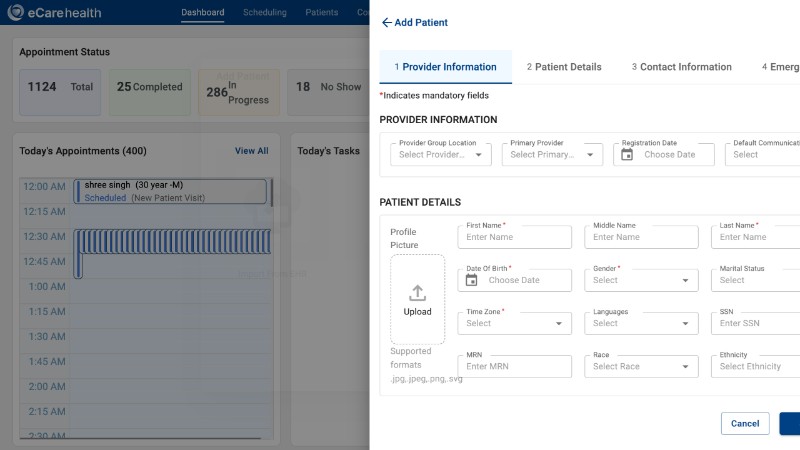 eCarehealth
Dashboard
Scheduling
Patients
Appointment Status
1124 Total
25 Completed
286 In Progress
18 No Show
Add Patient
Today's Appointments (400)
View All
Today's Tasks
12:00 AM
shree singh (30 year -M)
Scheduled (New Patient Visit)
12:15 AM
12:30 AM
12:45 AM
1:00 AM
1:15 AM
1:30 AM
1:45 AM
2:00 AM
2:15 AM
2:30 AM
Add Patient
1 Provider Information
2 Patient Details
3 Contact Information
4 Emerg
*Indicates mandatory fields
PROVIDER INFORMATION
Provider Group Location
Select Provider...
Primary Provider
Select Primary...
Registration Date
Choose Date
Default Communicati
Select
PATIENT DETAILS
Profile
Picture
Upload
Supported
formats
.jpg,.jpeg,.png,.svg
First Name *
Enter Name
Middle Name
Enter Name
Last Name *
Enter Name
Date Of Birth *
Choose Date
Gender *
Select
Marital Status
Select
Time Zone *
Select
Languages
Select
SSN
Enter SSN
MRN
Enter MRN
Race
Select Race
Ethnicity
Select Ethnicity
Cancel